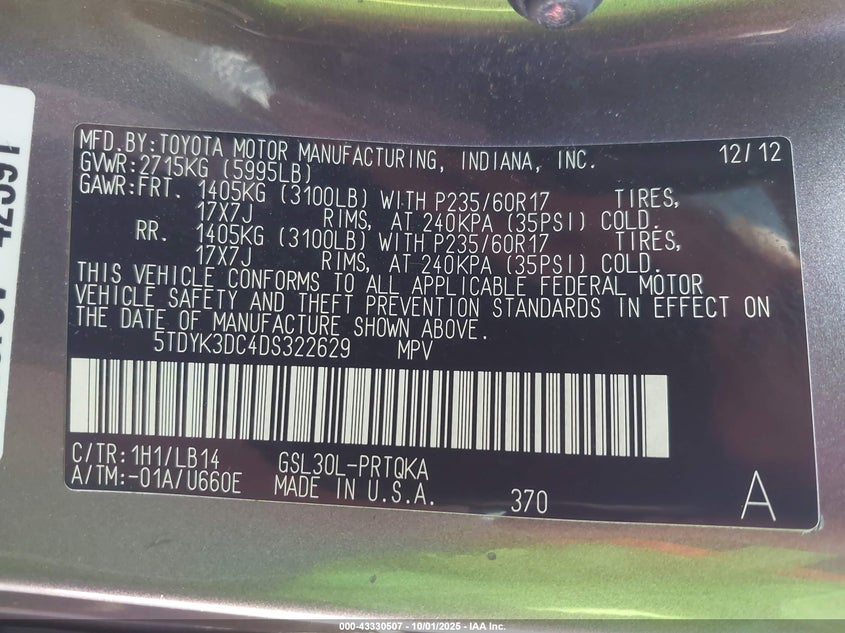 MFD.BY:TOYOTA MOTOR MANUFACTURING, INDIANA, INC. 12/12
GVWR:2715KG (5995LB)
GAWR:FRT. 1405KG (3100LB) WITH P235/60R17 TIRES,
17X7J RIMS, AT 240KPA (35PSI) COLD.
RR. 1405KG (3100LB) WITH P235/60R17 TIRES,
17X7J RIMS, AT 240KPA (35PSI) COLD.
THIS VEHICLE CONFORMS TO ALL APPLICABLE FEDERAL MOTOR
VEHICLE SAFETY AND THEFT PREVENTION STANDARDS IN EFFECT ON
THE DATE OF MANUFACTURE SHOWN ABOVE.
5TDYK3DC4DS322629 MPV
C/TR:1H1/LB14 GSL30L-PRTQKA
A/TM:-01A/U660E MADE IN U.S.A. 370 A
000-43330507 - 10/01/2025 - IAA Inc.